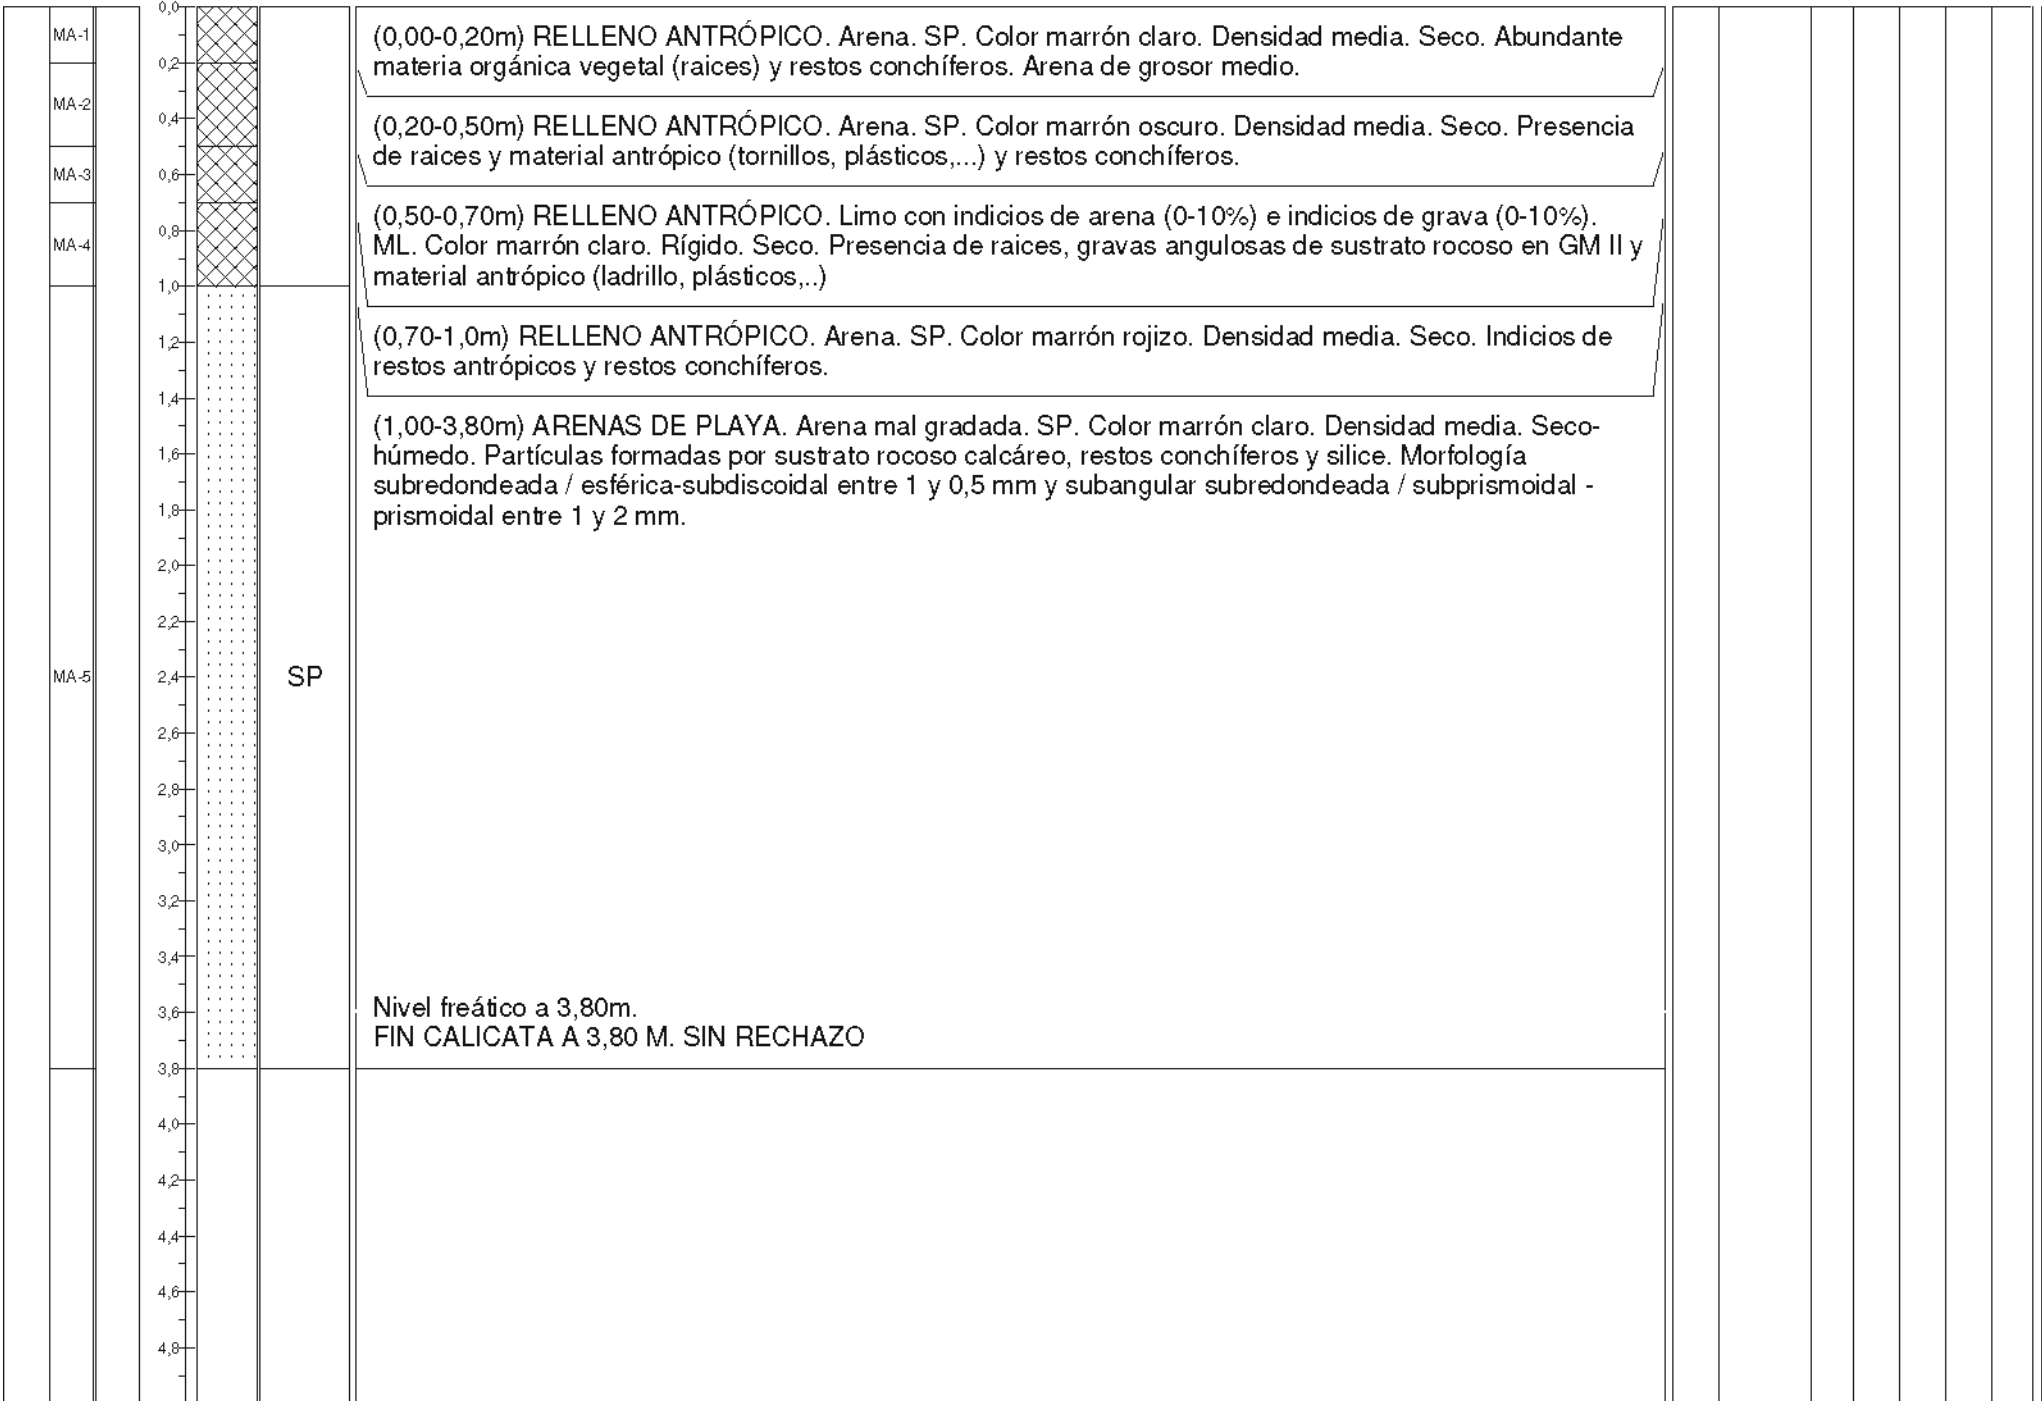 MA-1
MA-2
MA-3
MA-4
MA-5
0,0
0,2
0,4
0,6
0,8
1,0
1,2
1,4
1,6
1,8
2,0
2,2
2,4
2,6
2,8
3,0
3,2
3,4
3,6
3,8
4,0
4,2
4,4
4,6
4,8
SP
(0,00-0,20m) RELLENO ANTRÓPICO. Arena. SP. Color marrón claro. Densidad media. Seco. Abundante
materia orgánica vegetal (raices) y restos conchíferos. Arena de grosor medio.
(0,20-0,50m) RELLENO ANTRÓPICO. Arena. SP. Color marrón oscuro. Densidad media. Seco. Presencia
de raices y material antrópico (tornillos, plásticos,...) y restos conchíferos.
(0,50-0,70m) RELLENO ANTRÓPICO. Limo con indicios de arena (0-10%) e indicios de grava (0-10%).
ML. Color marrón claro. Rígido. Seco. Presencia de raices, gravas angulosas de sustrato rocoso en GM II y
material antrópico (ladrillo, plásticos,..)
(0,70-1,0m) RELLENO ANTRÓPICO. Arena. SP. Color marrón rojizo. Densidad media. Seco. Indicios de
restos antrópicos y restos conchíferos.
(1,00-3,80m) ARENAS DE PLAYA. Arena mal gradada. SP. Color marrón claro. Densidad media. Seco-
húmedo. Partículas formadas por sustrato rocoso calcáreo, restos conchíferos y silice. Morfología
subredondeada / esférica-subdiscoidal entre 1 y 0,5 mm y subangular subredondeada / subprismoidal -
prismoidal entre 1 y 2 mm.
Nivel freático a 3,80m.
FIN CALICATA A 3,80 M. SIN RECHAZO